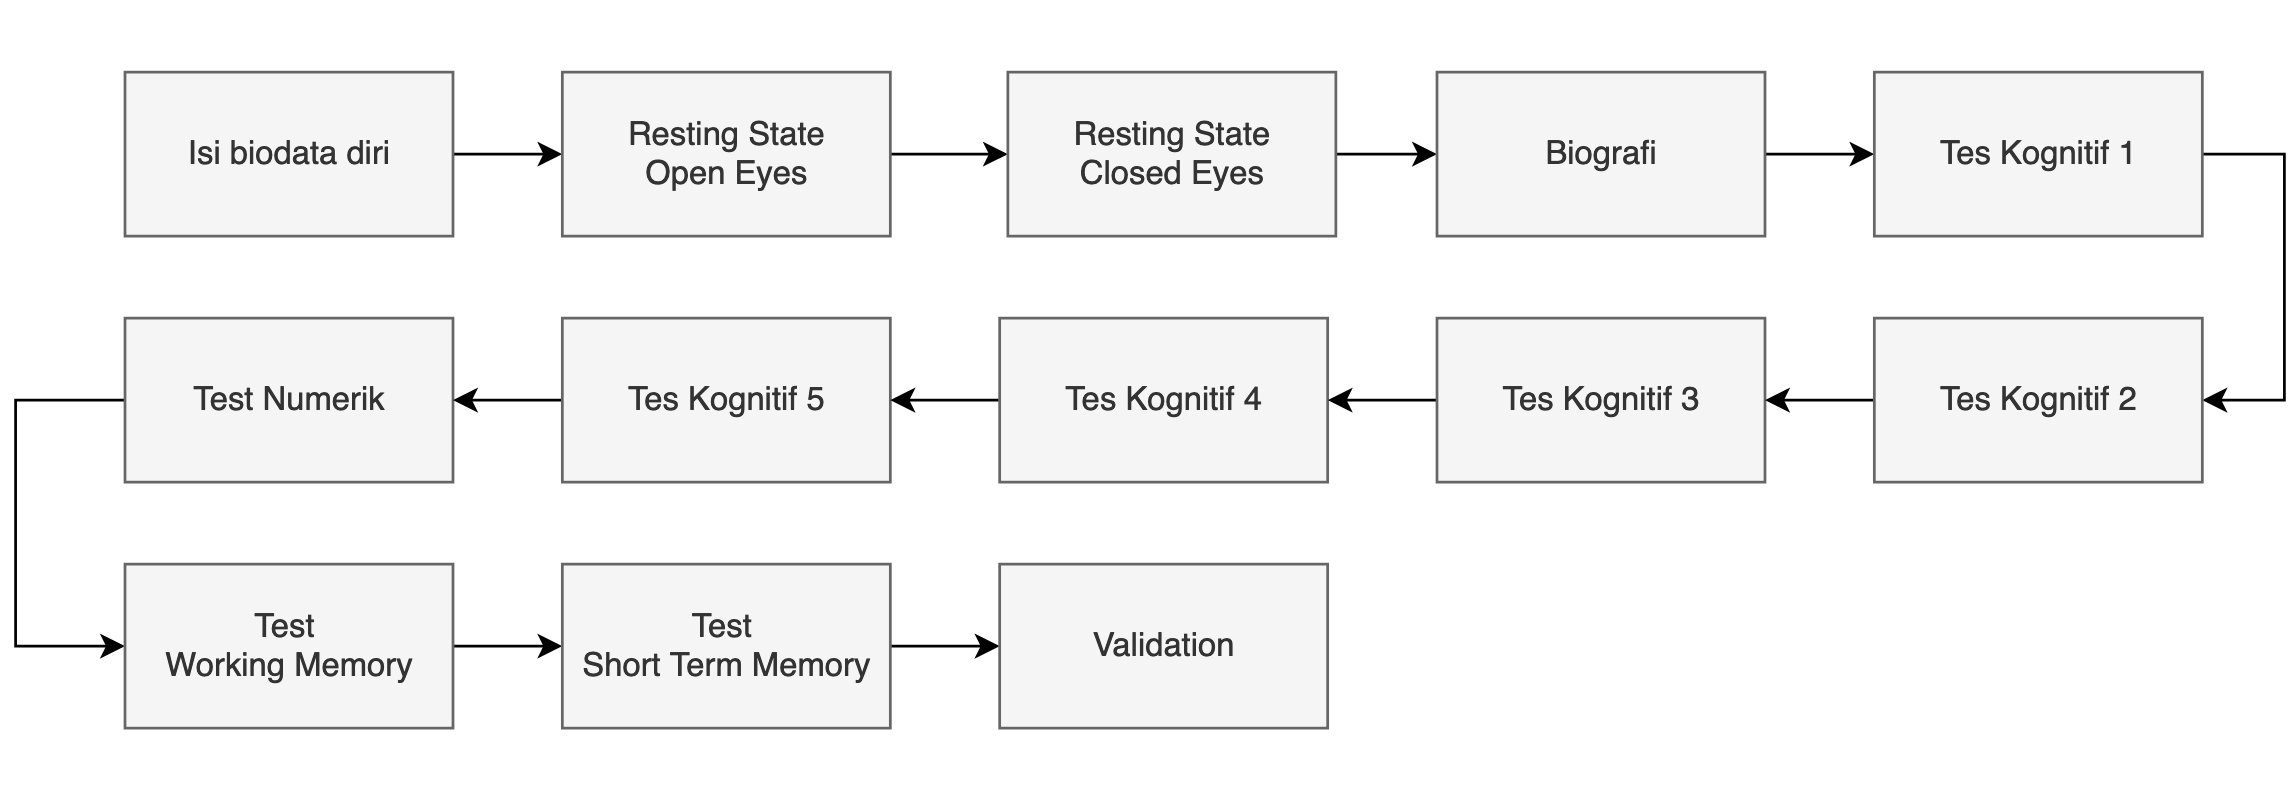 Isi biodata diri
Resting State
Open Eyes
Resting State
Closed Eyes
Biografi
Tes Kognitif 1
Tes Kognitif 2
Tes Kognitif 3
Tes Kognitif 4
Tes Kognitif 5
Test Numerik
Test
Working Memory
Test
Short Term Memory
Validation